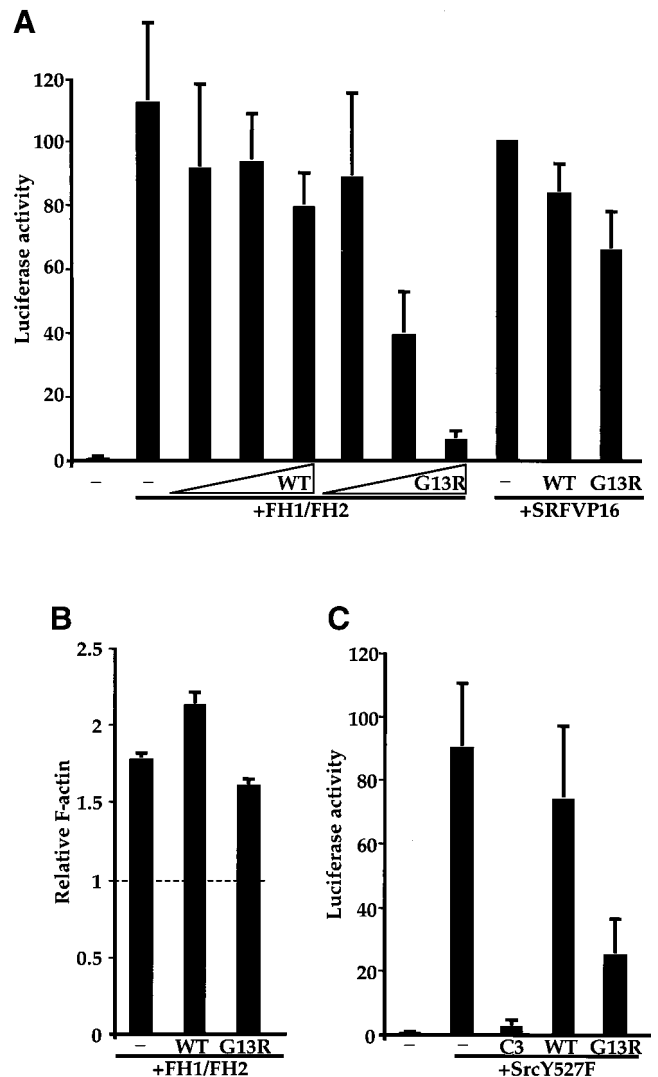 A
Luciferase activity
120
100
80
60
40
20
0
– – WT G13R – WT G13R
+FH1/FH2 +SRFVP16
B
Relative F-actin
2.5
2
1.5
1
0.5
0
– WT G13R
+FH1/FH2
C
Luciferase activity
120
100
80
60
40
20
0
– – C3 WT G13R
+SrcY527F